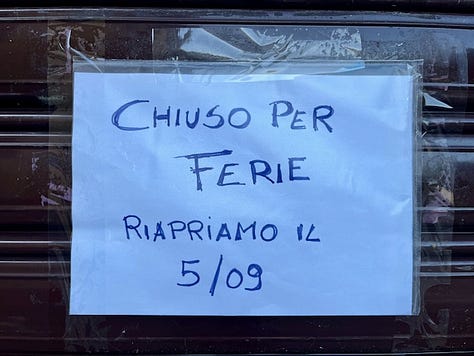 CHIUSO PER
FERIE
RIAPRIAMO IL
5/09